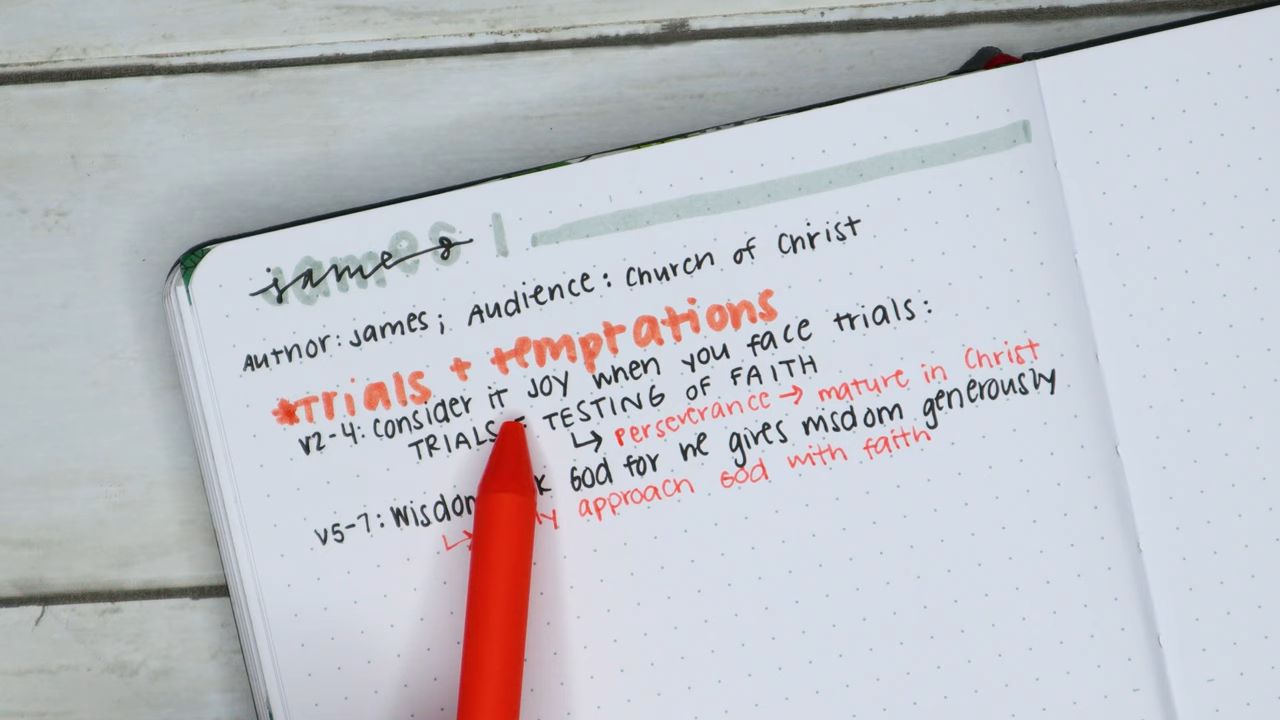 james 1
Author: James; Audience: Church of Christ
*trials + temptations
v2-4: consider it joy when you face trials:
TRIALS = TESTING OF FAITH
↳ perseverance → mature in Christ
v5-7: Wisdom God for he gives wisdom generously
↳ approach God with faith